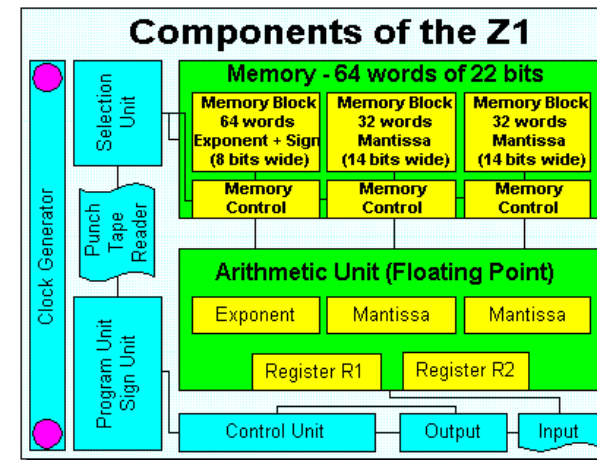 Components of the Z1
Clock Generator
Selection
Unit
Punch
Tape
Reader
Program Unit
Sign Unit
Memory - 64 words of 22 bits
Memory Block
64 words
Exponent + Sign
(8 bits wide)
Memory Block
32 words
Mantissa
(14 bits wide)
Memory Block
32 words
Mantissa
(14 bits wide)
Memory
Control
Memory
Control
Memory
Control
Arithmetic Unit (Floating Point)
Exponent
Mantissa
Mantissa
Register R1
Register R2
Control Unit
Output
Input